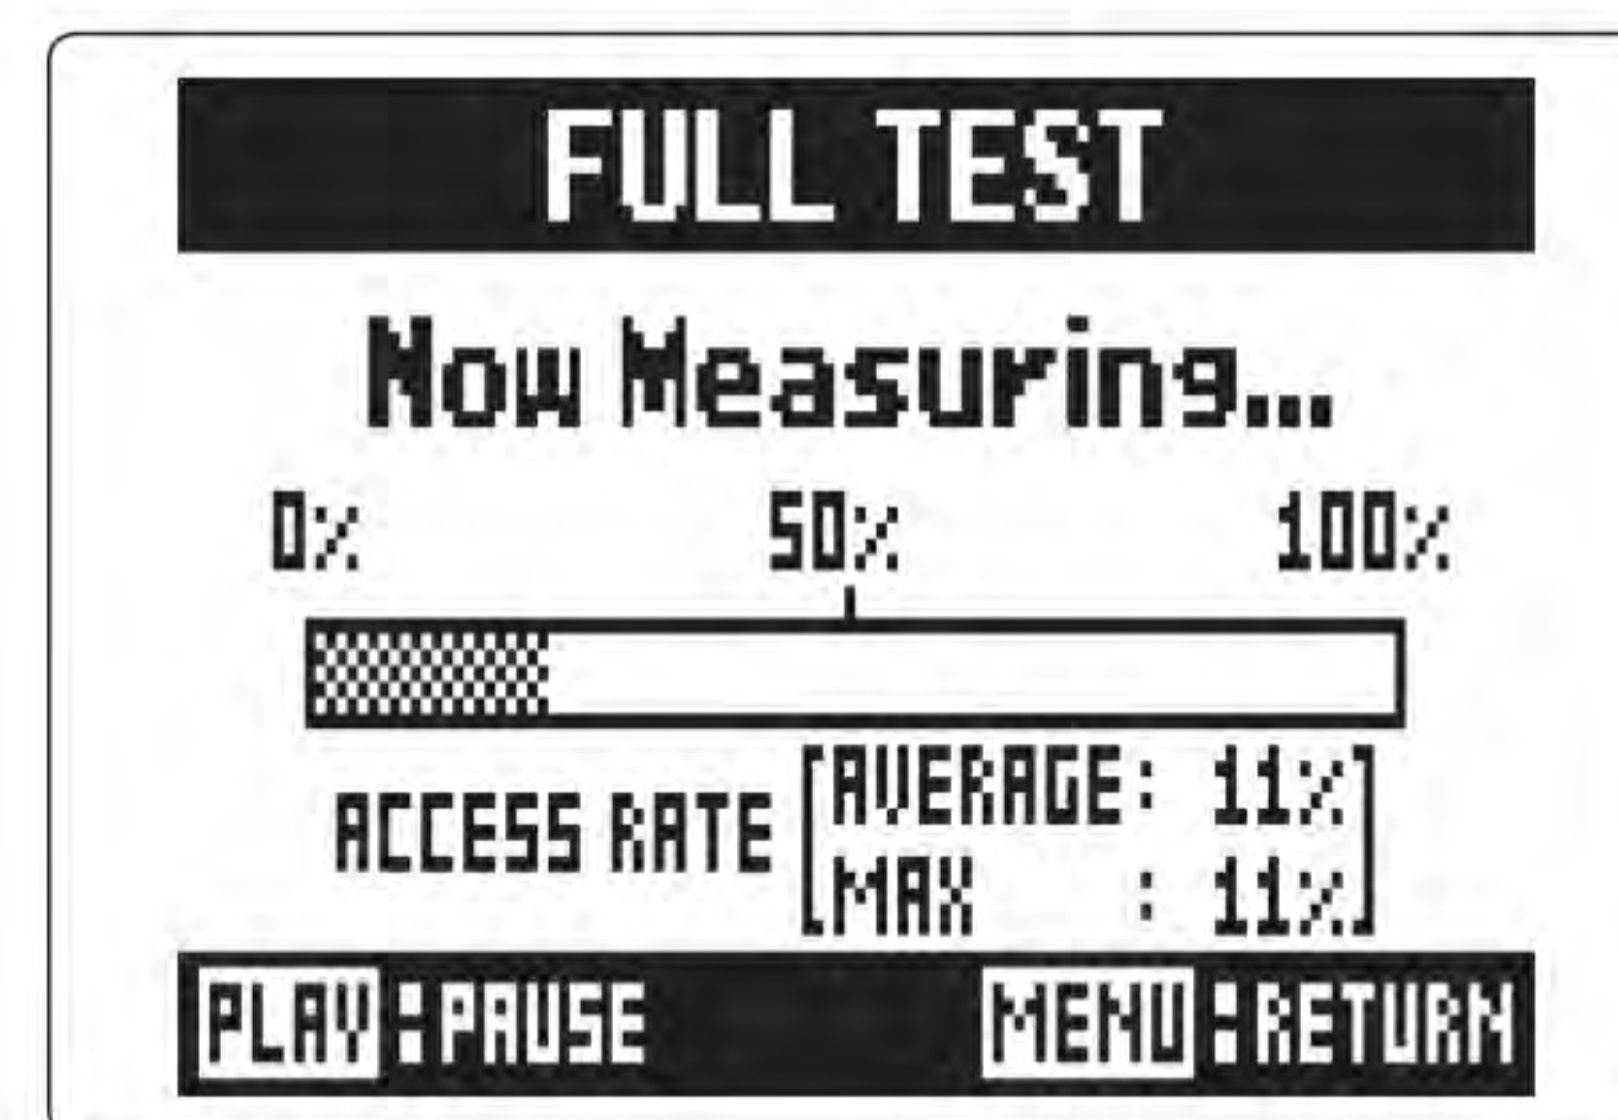 FULL TEST
Now Measuring...
0% 50% 100%
ACCESS RATE [AVERAGE: 11%
MAX : 11%]
PLAY:PAUSE MENU:RETURN